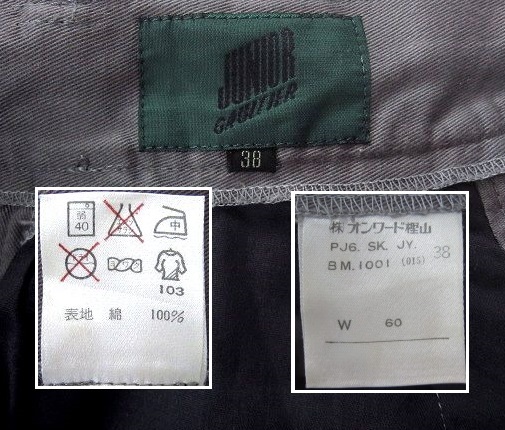 JUNIOR
GAULTIER
38
弱
40
中
103
表地 綿 100%
㈱オンワード樫山
PJ6. SK. JY.
BM.1001 (015) 38
W 60